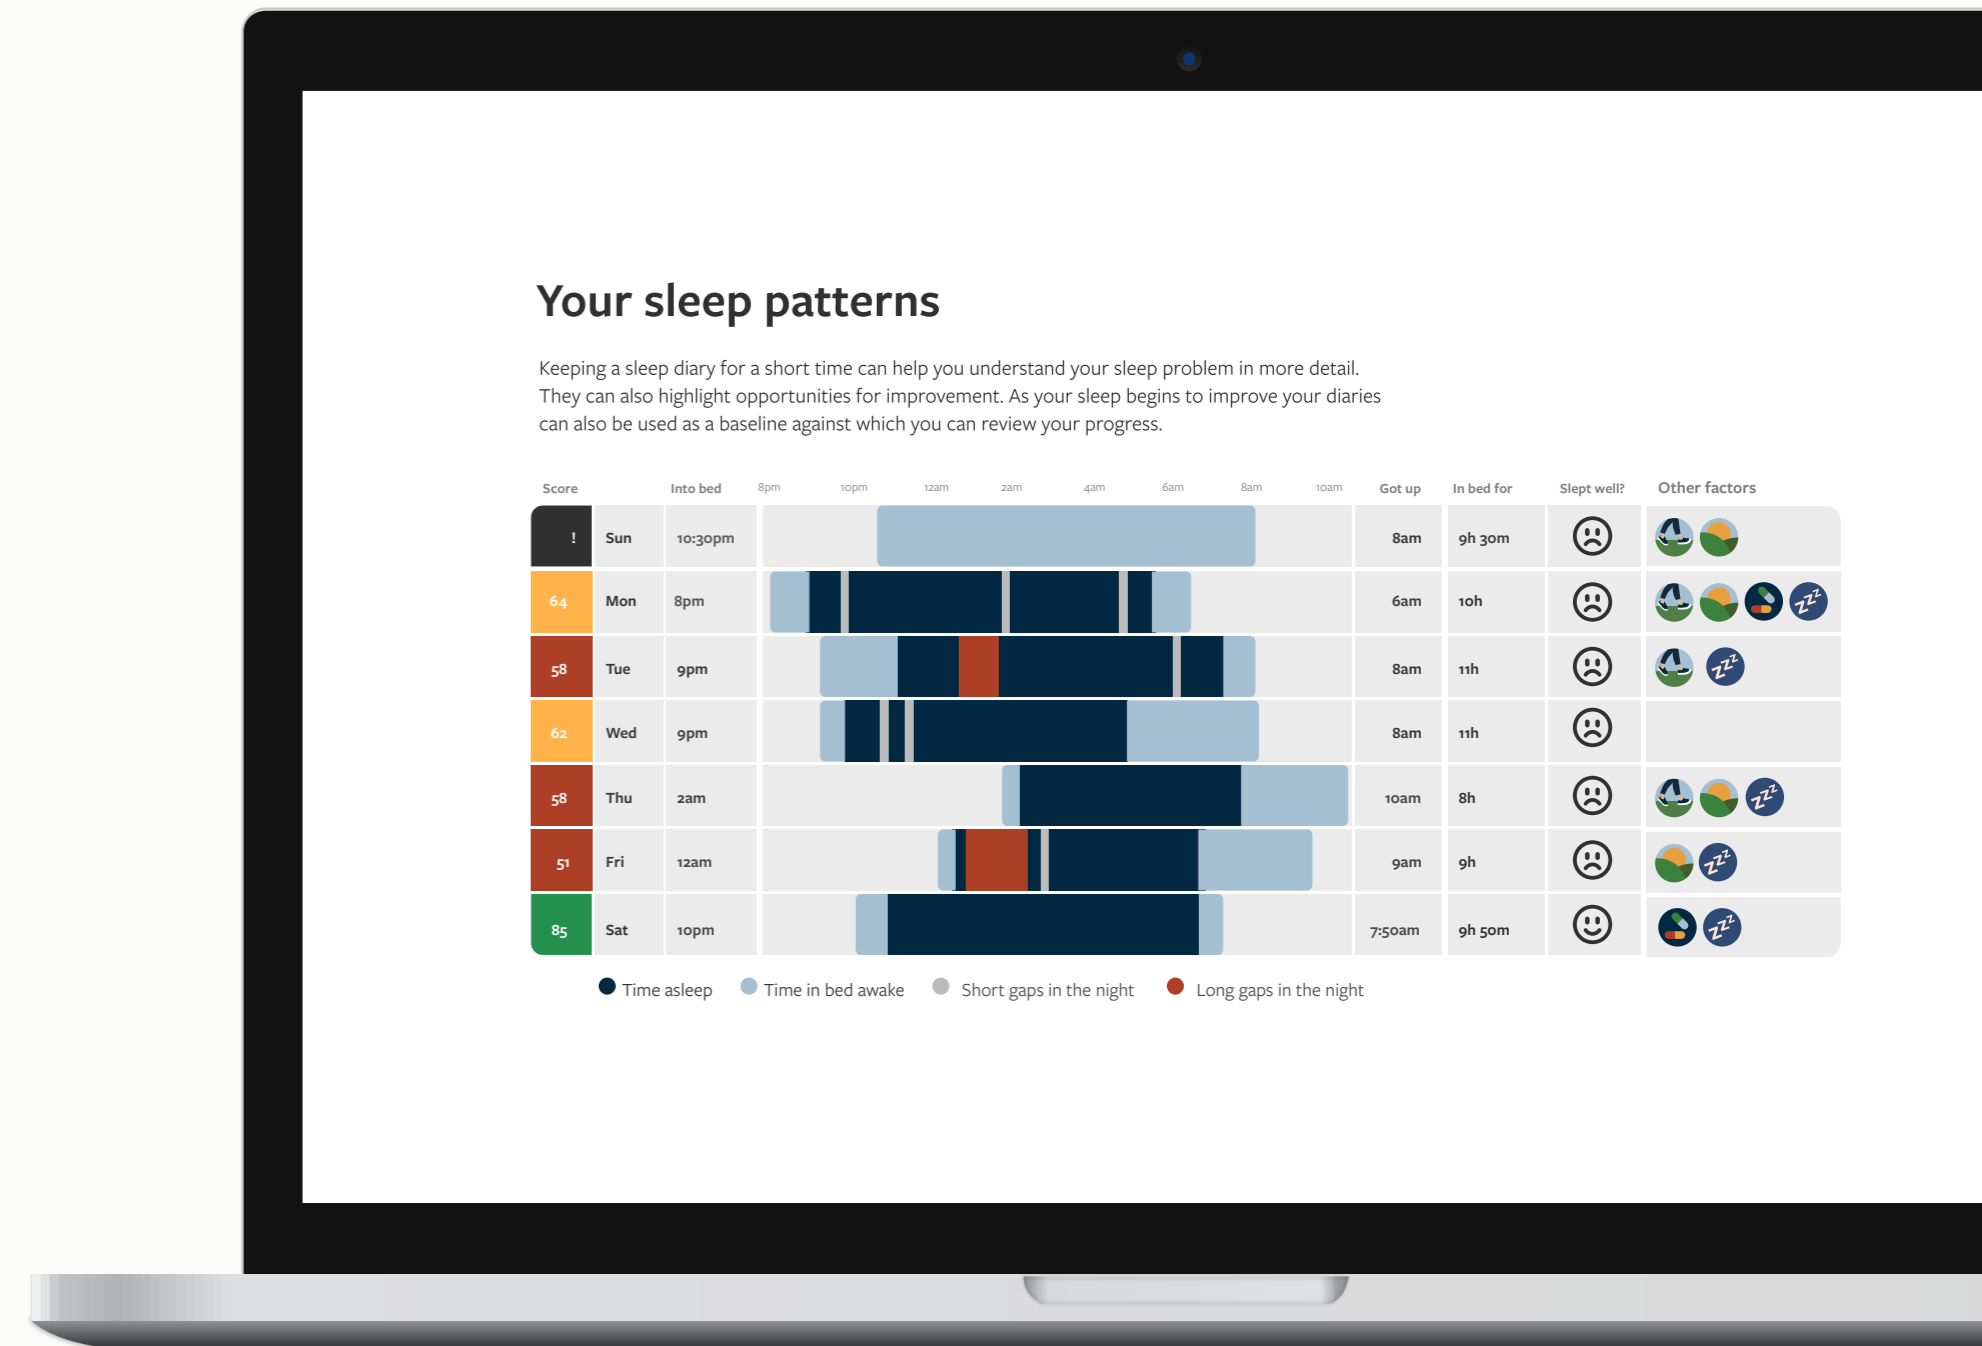 Your sleep patterns
Keeping a sleep diary for a short time can help you understand your sleep problem in more detail.
They can also highlight opportunities for improvement. As your sleep begins to improve your diaries
can also be used as a baseline against which you can review your progress.
Score Into bed 8pm 10pm 12am 2am 4am 6am 8am 10am Got up In bed for Slept well? Other factors
! Sun 10:30pm 8am 9h 30m
64 Mon 8pm 6am 10h zzz
58 Tue 9pm 8am 11h zzz
62 Wed 9pm 8am 11h
58 Thu 2am 10am 8h zzz
51 Fri 12am 9am 9h zzz
85 Sat 10pm 7:50am 9h 50m zzz
Time asleep Time in bed awake Short gaps in the night Long gaps in the night